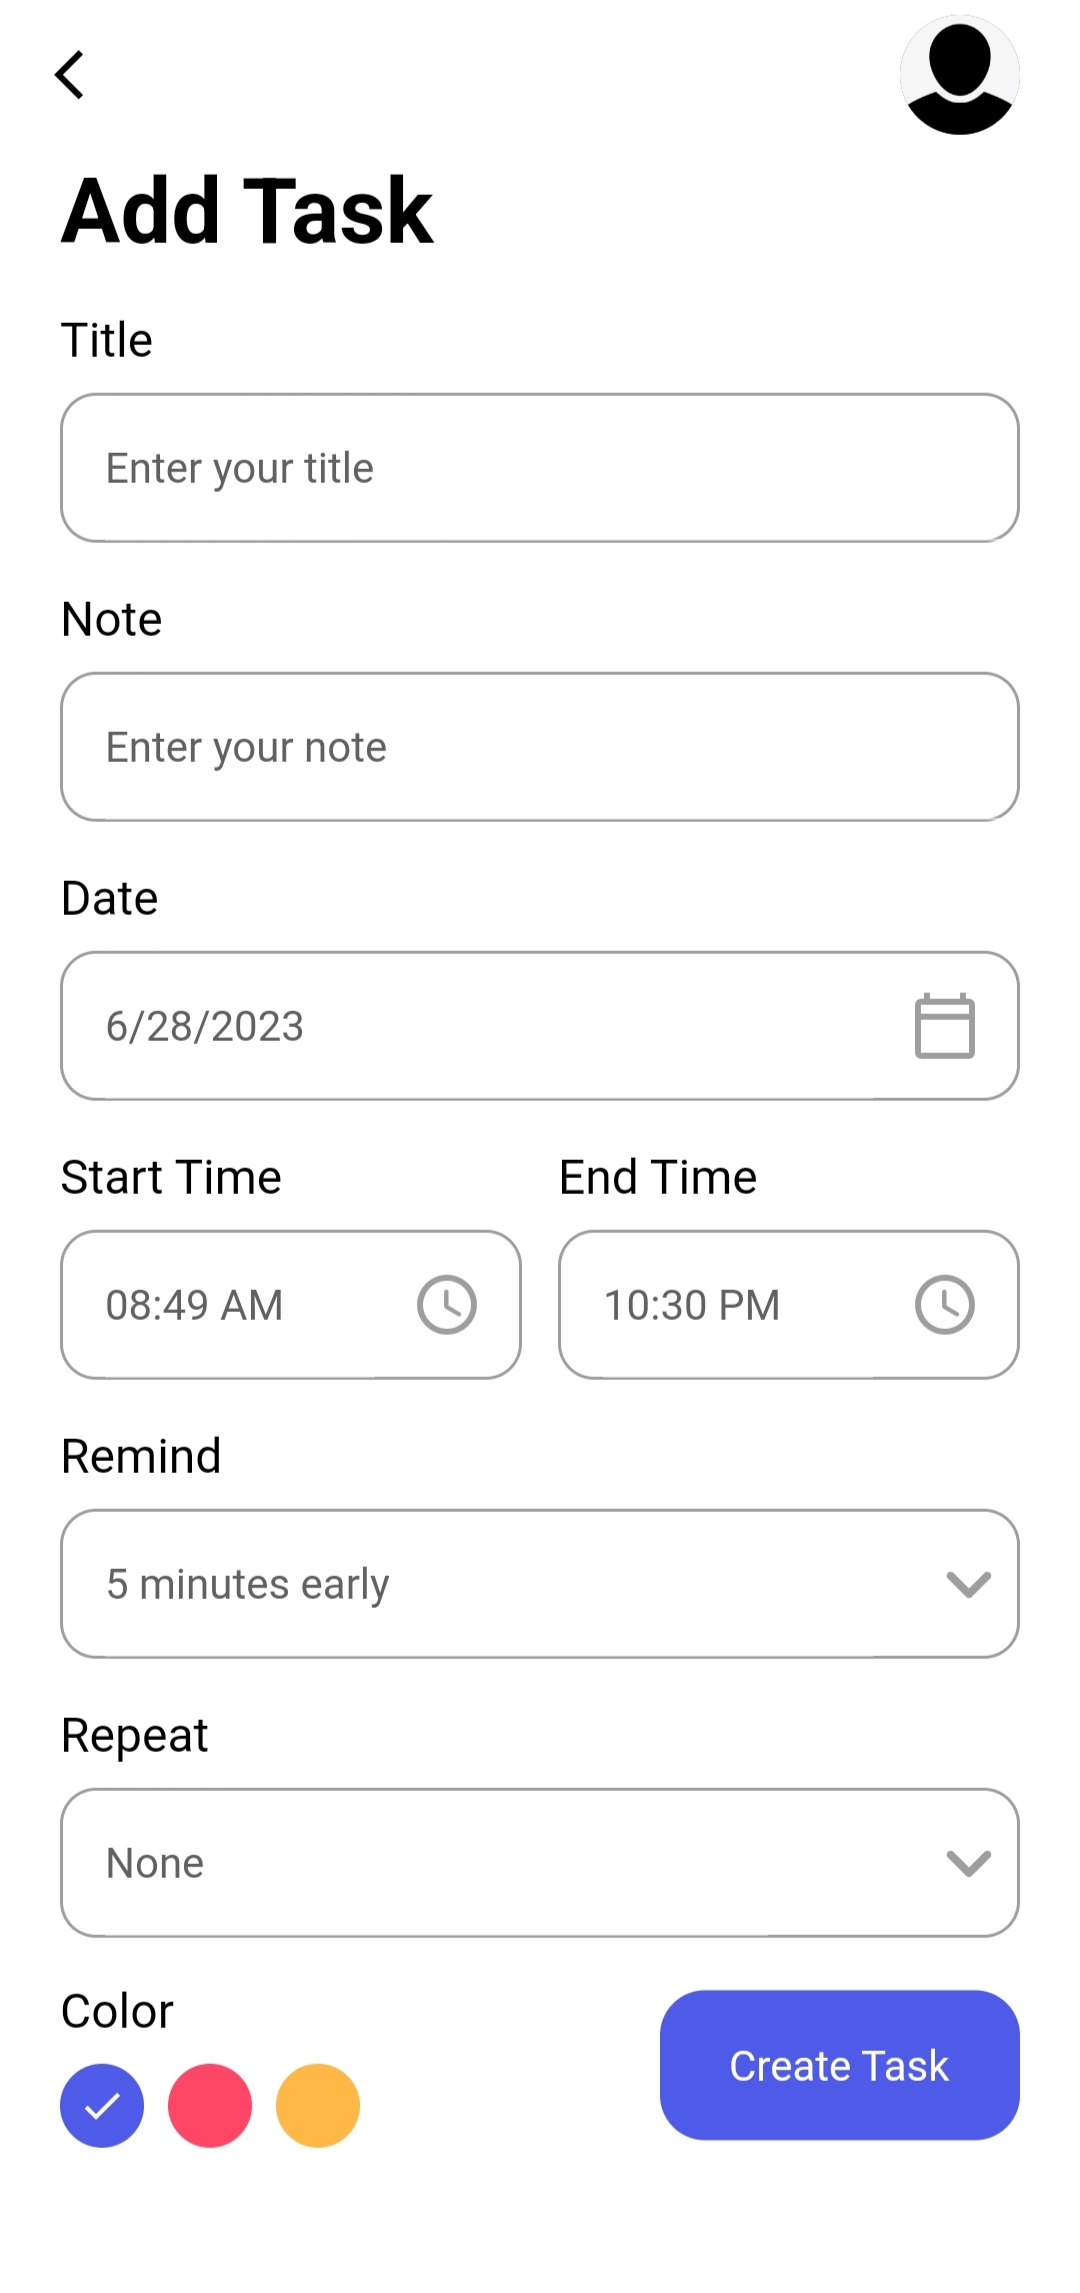 Add Task
Title
Enter your title
Note
Enter your note
Date
6/28/2023
Start Time End Time
08:49 AM 10:30 PM
Remind
5 minutes early
Repeat
None
Color
Create Task